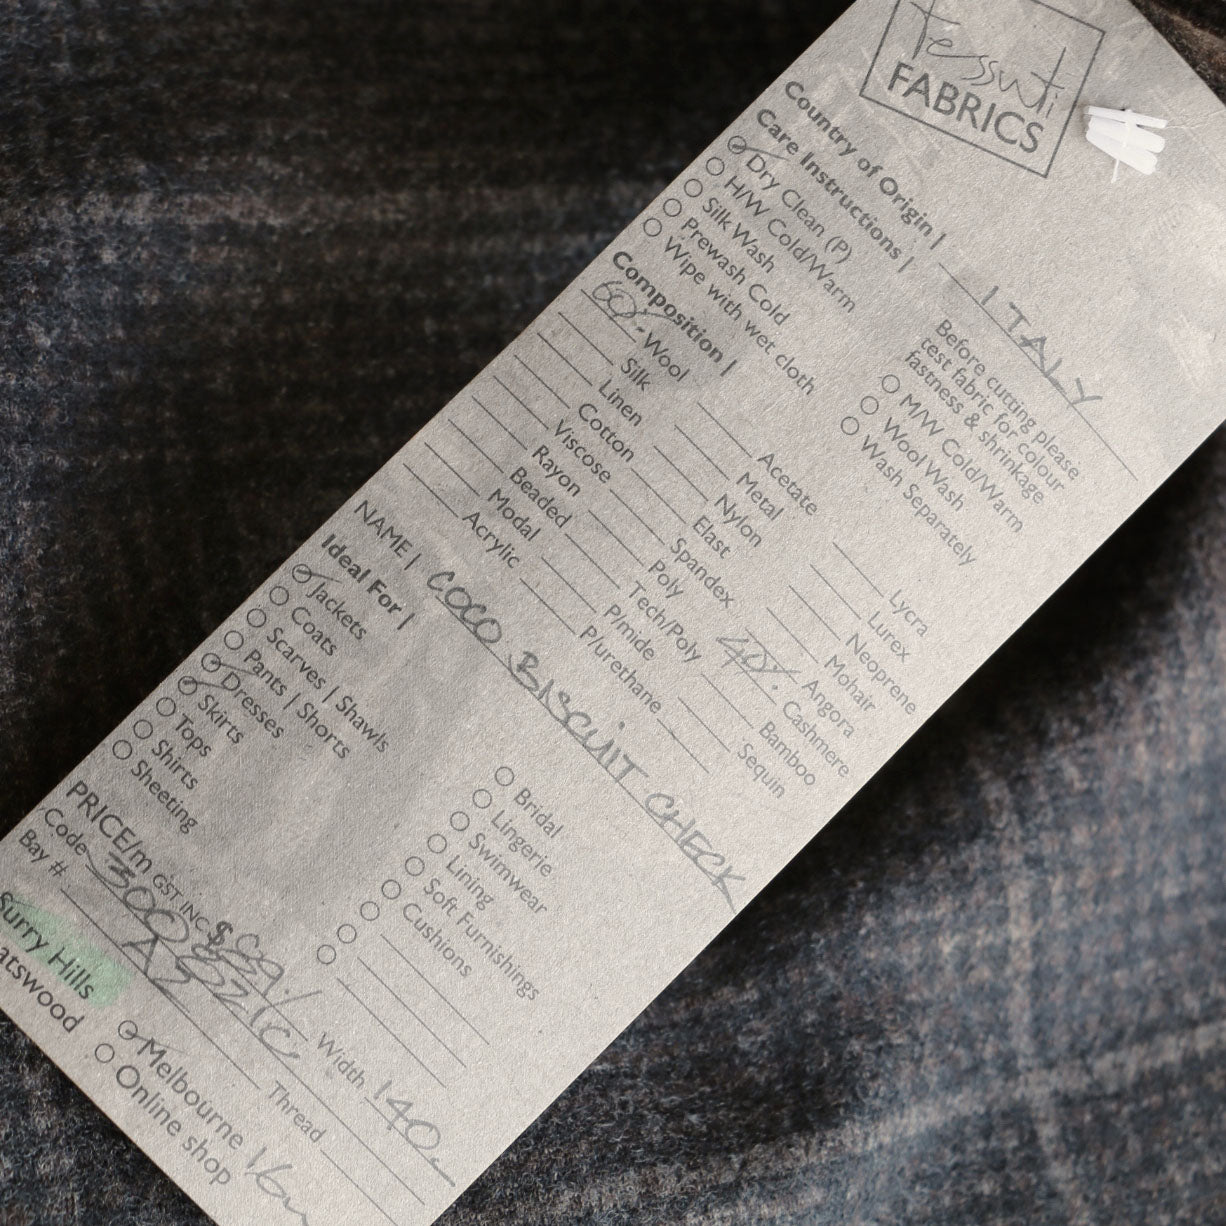 Tessuti
FABRICS
Country of Origin | ITALY
Care Instructions |
Dry Clean (P)
H/W Cold/Warm
Silk Wash
Prewash Cold
Wipe with wet cloth
Before cutting please
test fabric for colour
fastness & shrinkage
M/W Cold/Warm
Wool Wash
Wash Separately
Composition |
60% Wool
Silk
Linen
Cotton
Viscose
Rayon
Beaded
Modal
Acrylic
Acetate
Metal
Nylon
Elast
Spandex
Poly
Tech/Poly
P/mide
P/urethane
Lycra
Lurex
Neoprene
Mohair
Angora
40% Cashmere
Bamboo
Sequin
NAME | COCO BISCUIT CHECK
Ideal For |
Jackets
Coats
Scarves | Shawls
Pants | Shorts
Dresses
Skirts
Tops
Shirts
Sheeting
Bridal
Lingerie
Swimwear
Lining
Soft Furnishings
Cushions
PRICE/m GST INC $ Width 140
Code
Bay # Thread
Surry Hills Melbourne
atswood Online shop